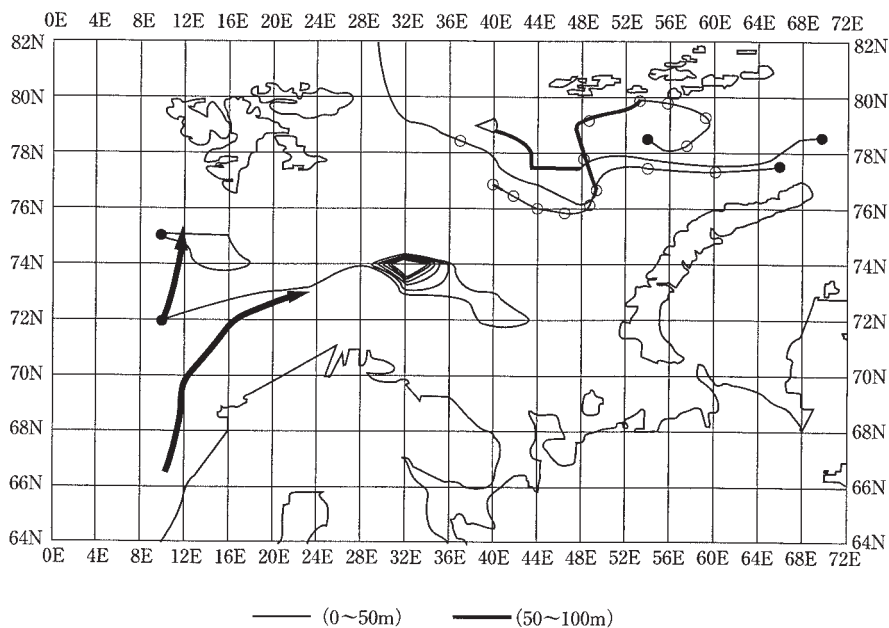 0E 4E 8E 12E 16E 20E 24E 28E 32E 36E 40E 44E 48E 52E 56E 60E 64E 68E 72E
82N 82N
80N 80N
78N 78N
76N 76N
74N 74N
72N 72N
70N 70N
68N 68N
66N 66N
64N 64N
0E 4E 8E 12E 16E 20E 24E 28E 32E 36E 40E 44E 48E 52E 56E 60E 64E 68E 72E
(0～50m) (50～100m)